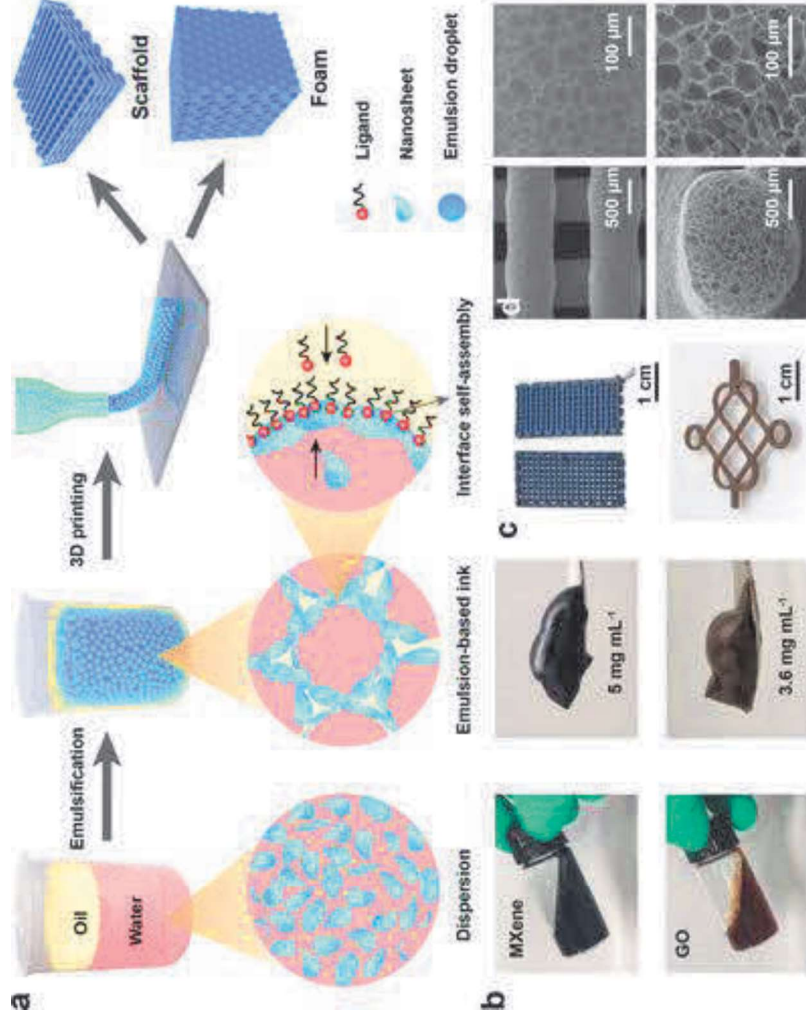 a
Oil
Water
Emulsification
3D printing
Scaffold
Foam
Ligand
Nanosheet
Emulsion droplet
Dispersion
Emulsion-based ink
Interface self-assembly
b
MXene
5 mg mL⁻¹
GO
3.6 mg mL⁻¹
c
1 cm
1 cm
d
500 μm
100 μm
500 μm
100 μm